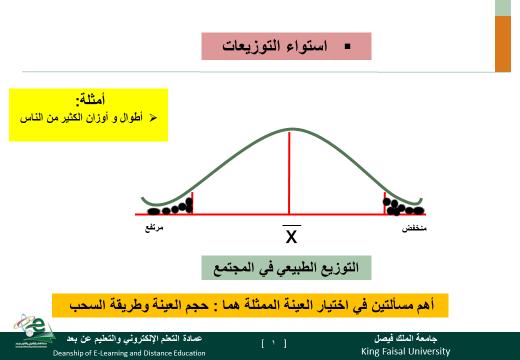 ▪ استواء التوزيعات
أمثلة:
➢ أطوال و أوزان الكثير من الناس
مرتفع
X
منخفض
التوزيع الطبيعي في المجتمع
أهم مسألتين في اختيار العينة الممثلة هما : حجم العينة وطريقة السحب
جامعة الملك فيصل
King Faisal University
[ ١ ]
عمادة التعلم الإلكتروني والتعليم عن بعد
Deanship of E-Learning and Distance Education